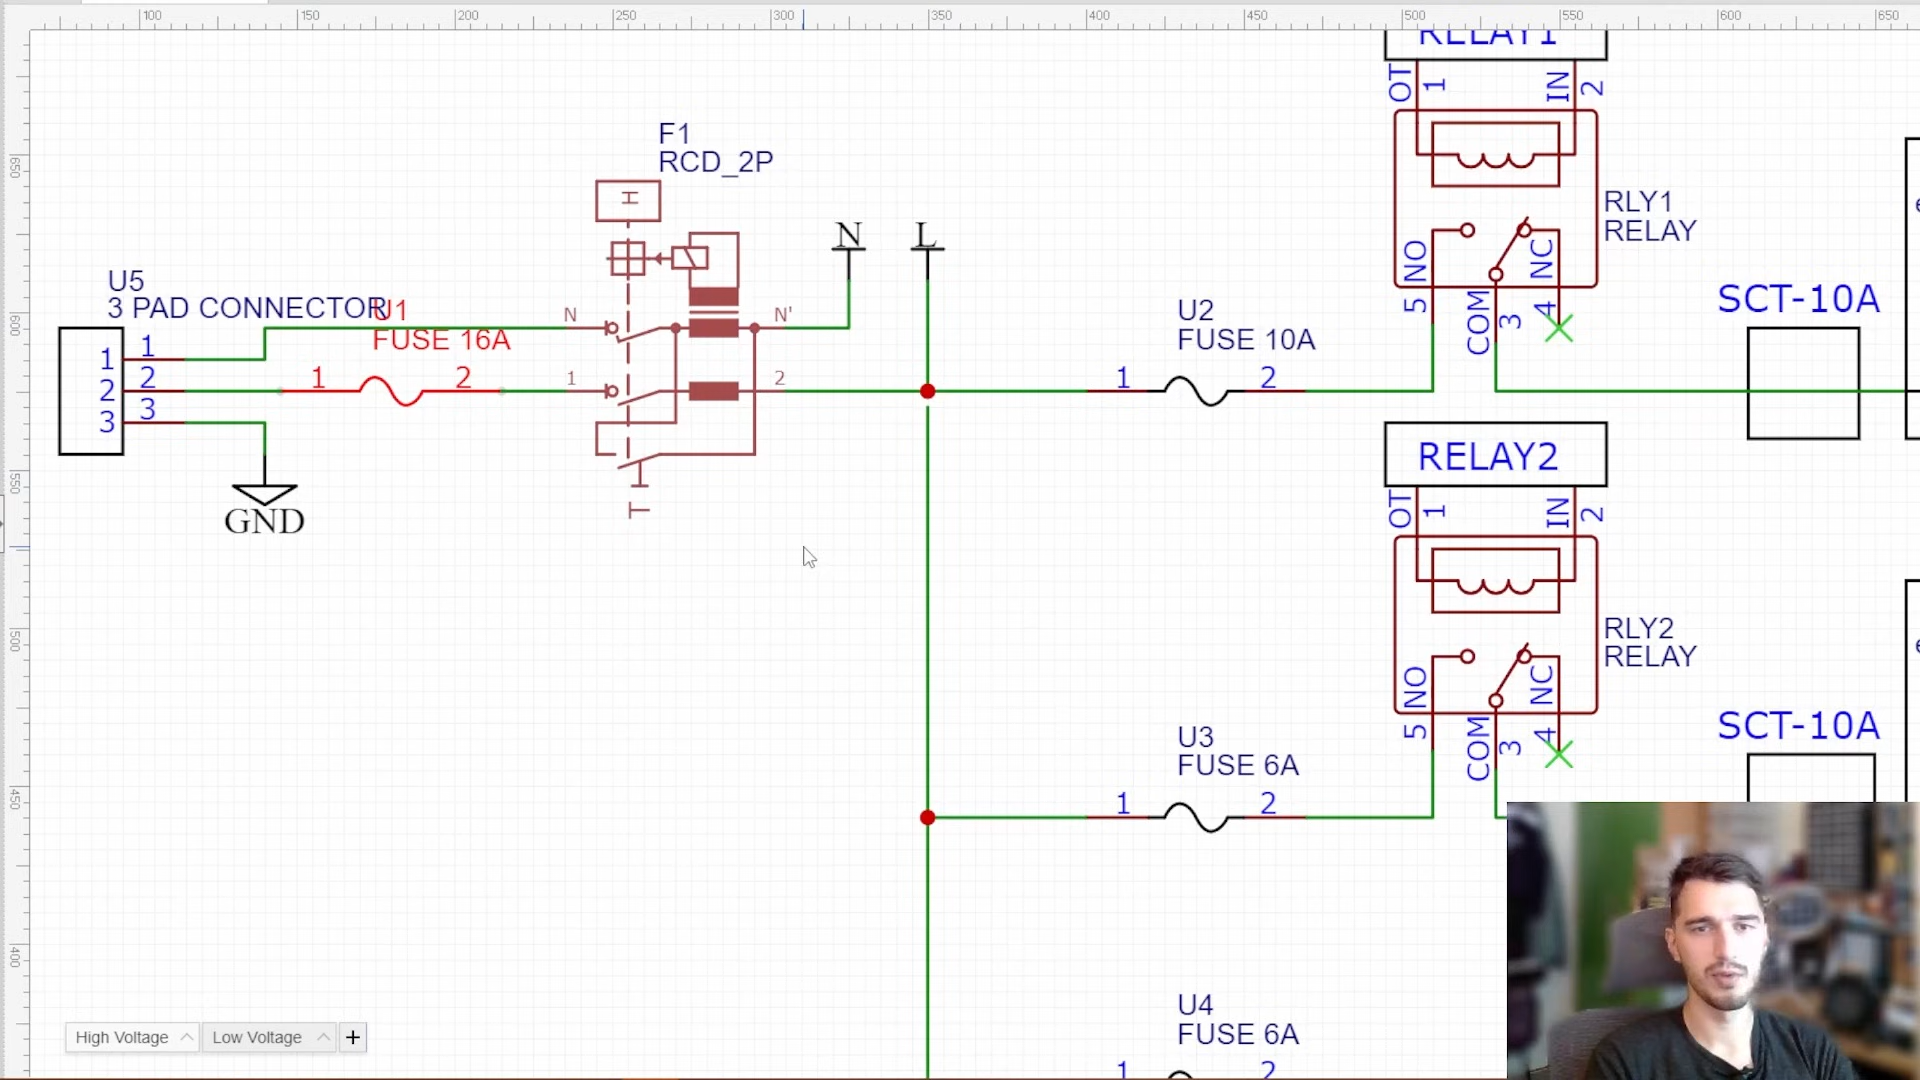 100 150 200 250 300 350 400 450 500 550 600 650
RELAY1
OT 1 IN 2
F1
RCD_2P
H
650
RLY1
RELAY
N L
NO NC
U5
3 PAD CONNECTOR
U1
FUSE 16A
N N'
U2
FUSE 10A
5 COM 3 4
SCT-10A
600
1 1
2 2
3 3
1 2
1 2
1 2
GND
T
RELAY2
550
OT 1 IN 2
500
RLY2
RELAY
NO NC
5 COM 3 4
SCT-10A
U3
FUSE 6A
450
1 2
400
U4
FUSE 6A
1 2
High Voltage Low Voltage +